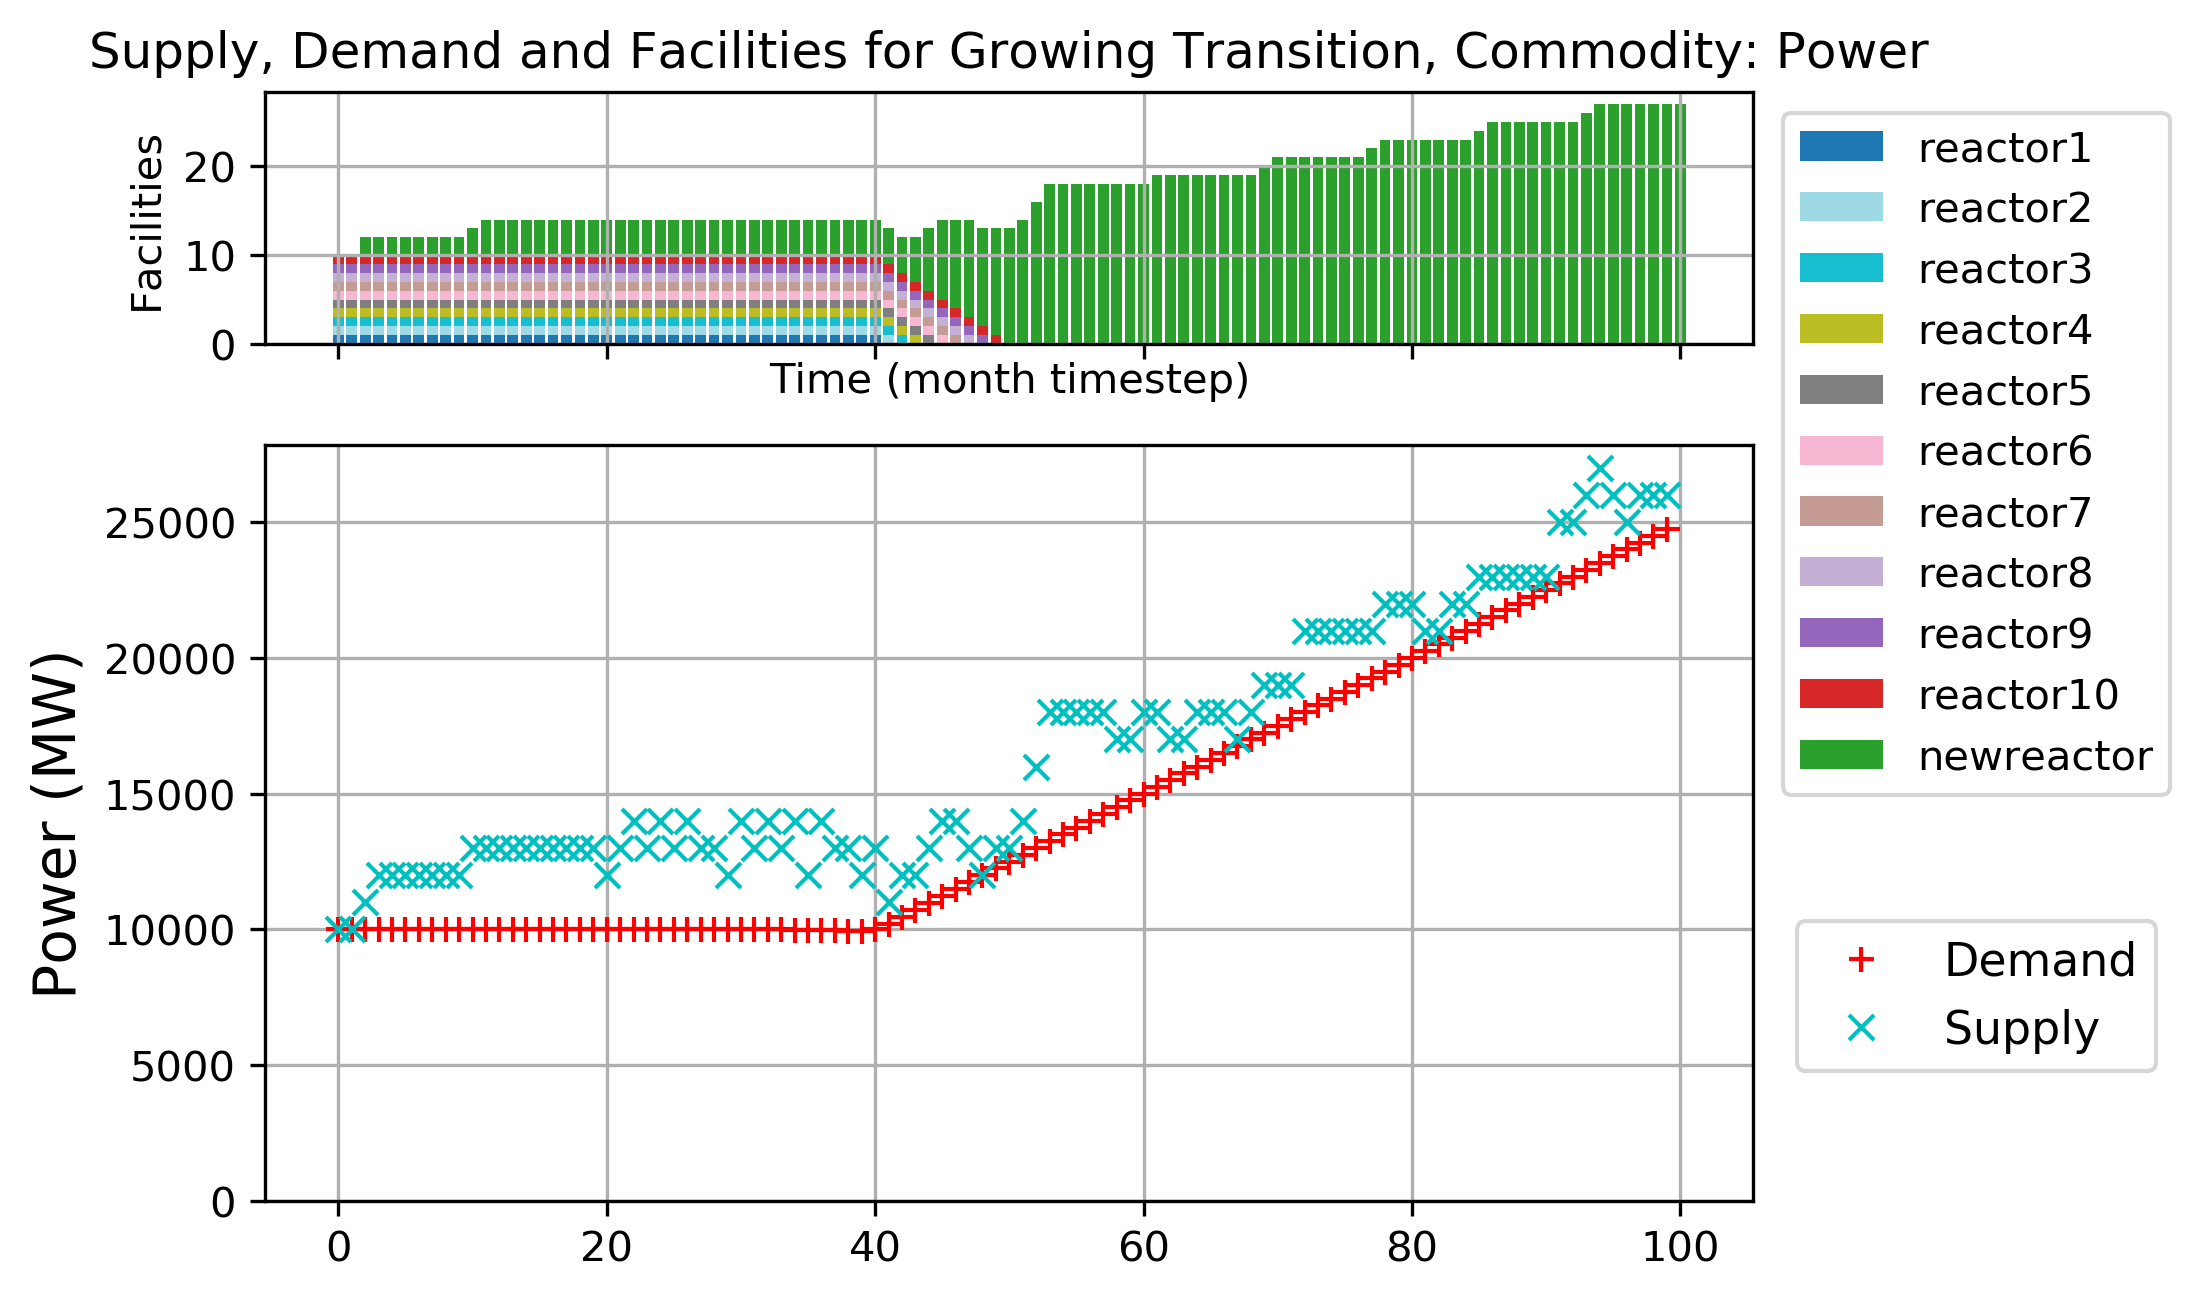 Supply, Demand and Facilities for Growing Transition, Commodity: Power
Facilities
20
10
0
Time (month timestep)
reactor1
reactor2
reactor3
reactor4
reactor5
reactor6
reactor7
reactor8
reactor9
reactor10
newreactor
Power (MW)
25000
20000
15000
10000
5000
0
0 20 40 60 80 100
Demand
Supply